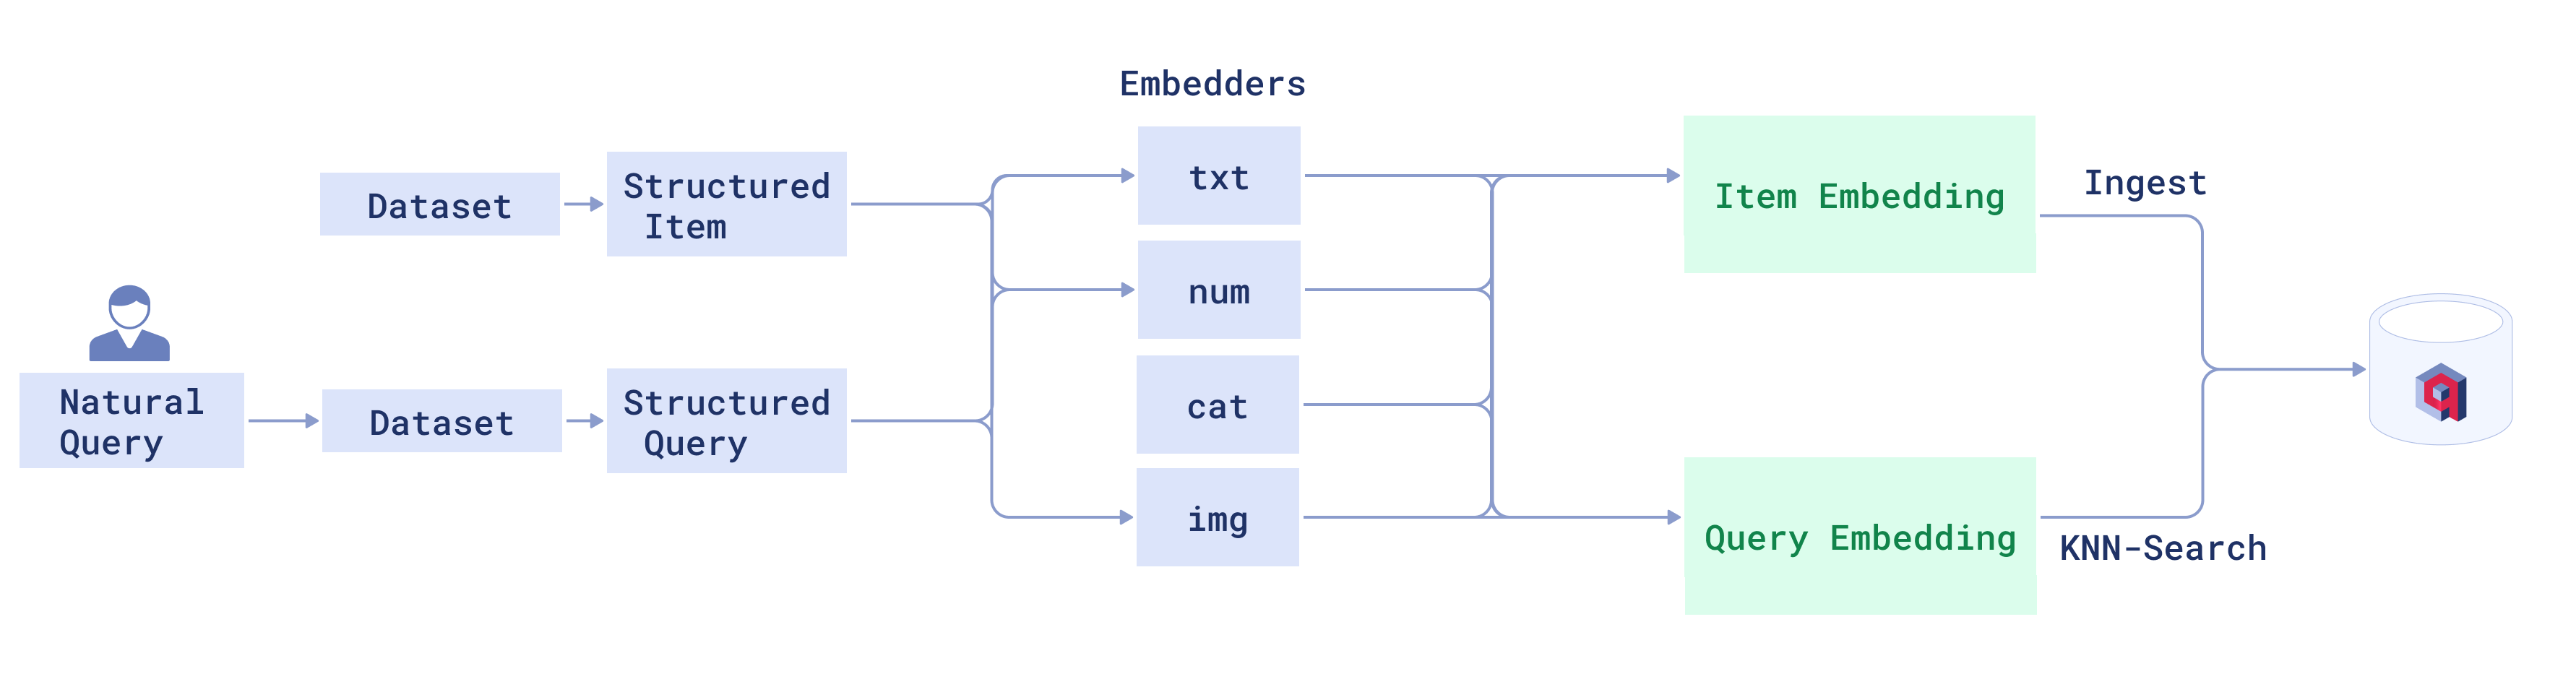 Embedders
Dataset
Structured
Item
Natural
Query
Dataset
Structured
Query
txt
num
cat
img
Item Embedding
Query Embedding
Ingest
KNN-Search